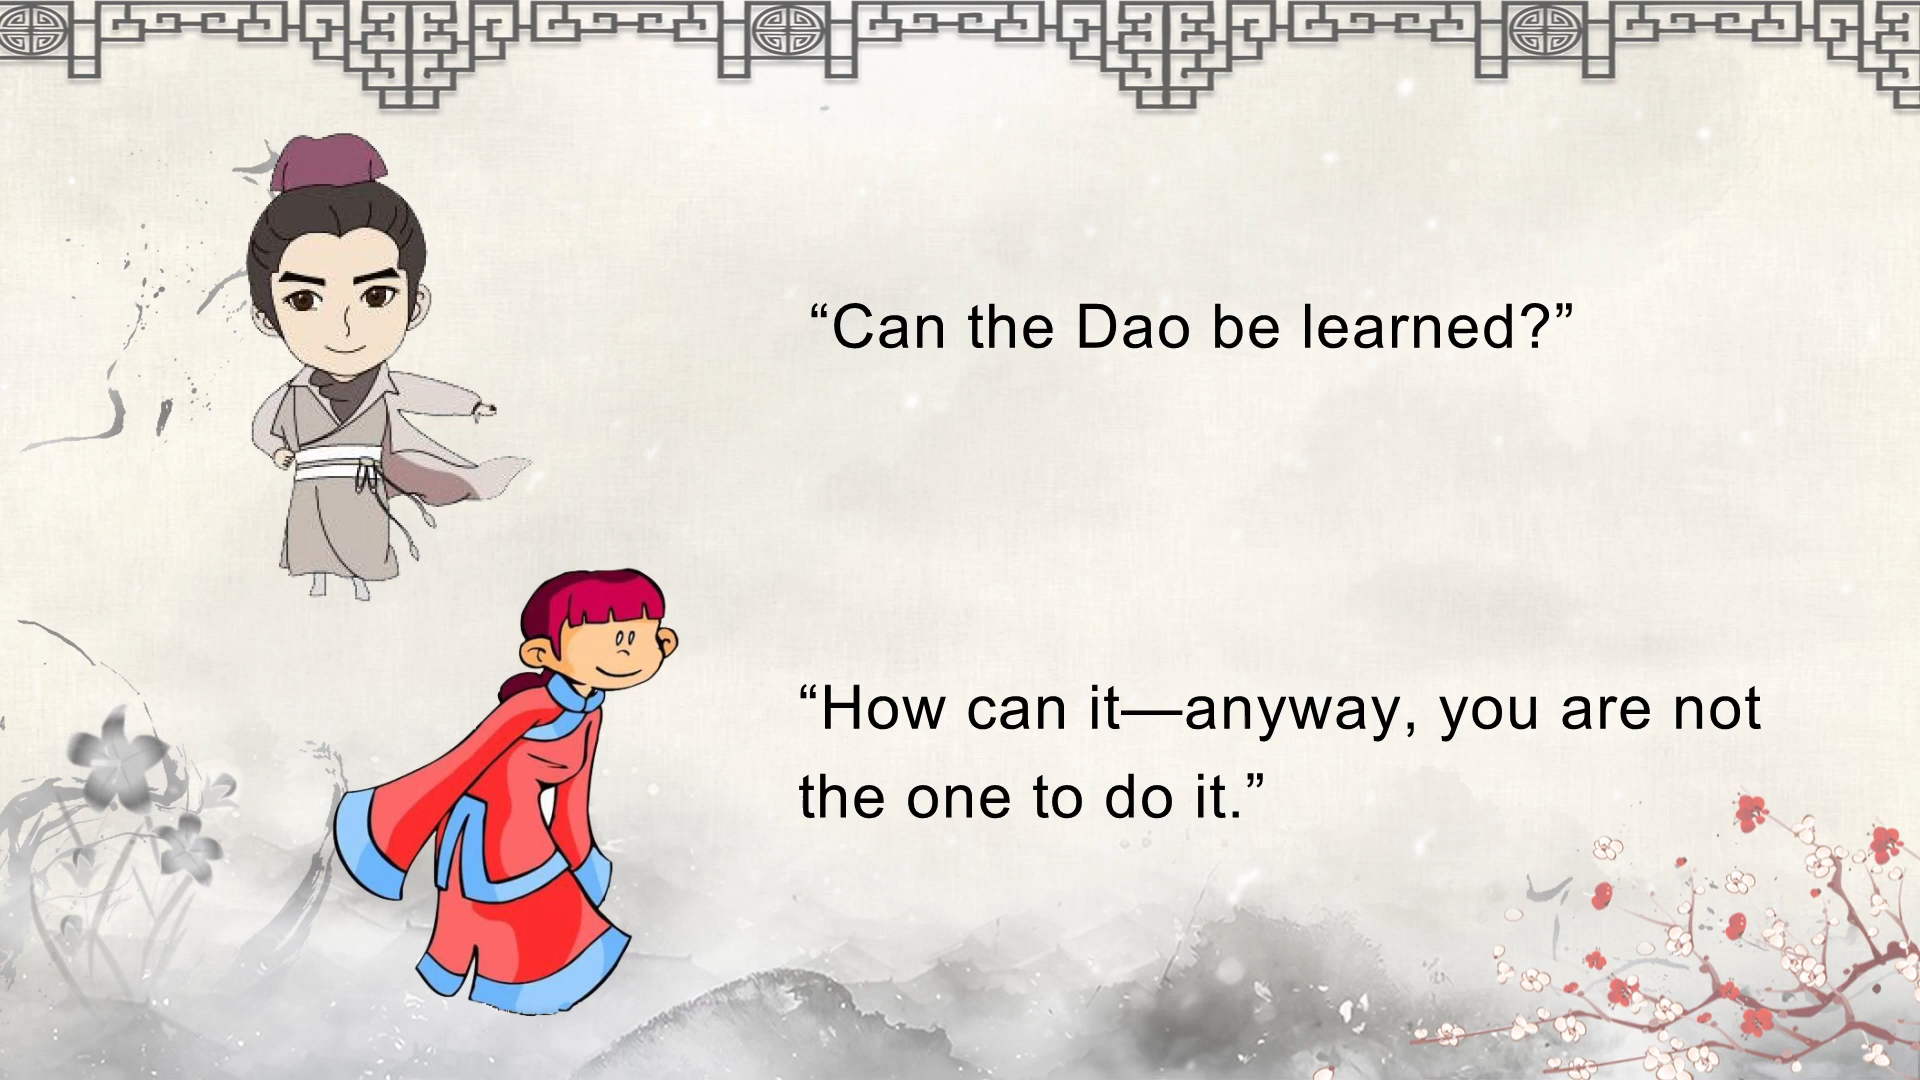 “Can the Dao be learned?”
“How can it—anyway, you are not
the one to do it.”